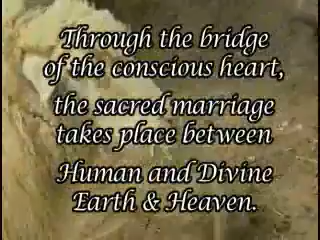 Through the bridge
of the conscious heart,
the sacred marriage
takes place between
Human and Divine
Earth & Heaven.